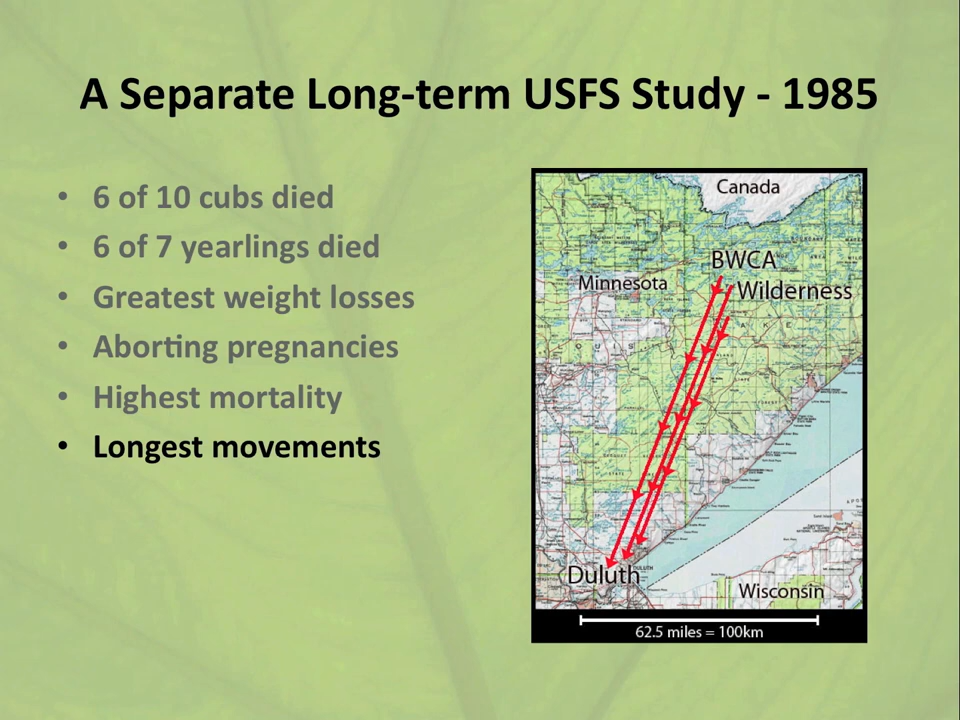 A Separate Long-term USFS Study - 1985
• 6 of 10 cubs died
• 6 of 7 yearlings died
• Greatest weight losses
• Aborting pregnancies
• Highest mortality
• Longest movements
Canada
BWCA
Minnesota
Wilderness
Duluth
Wisconsin
62.5 miles = 100km